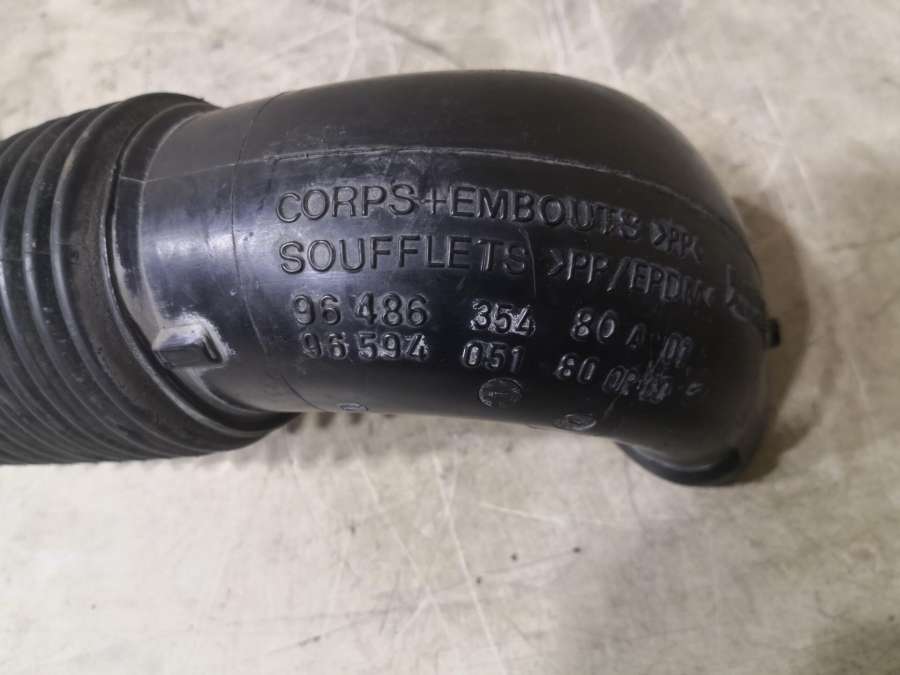 CORPS+EMBOUTS >PP<
SOUFFLETS >PP/EPDM<
96 486 354 80 A
96 594 051 80